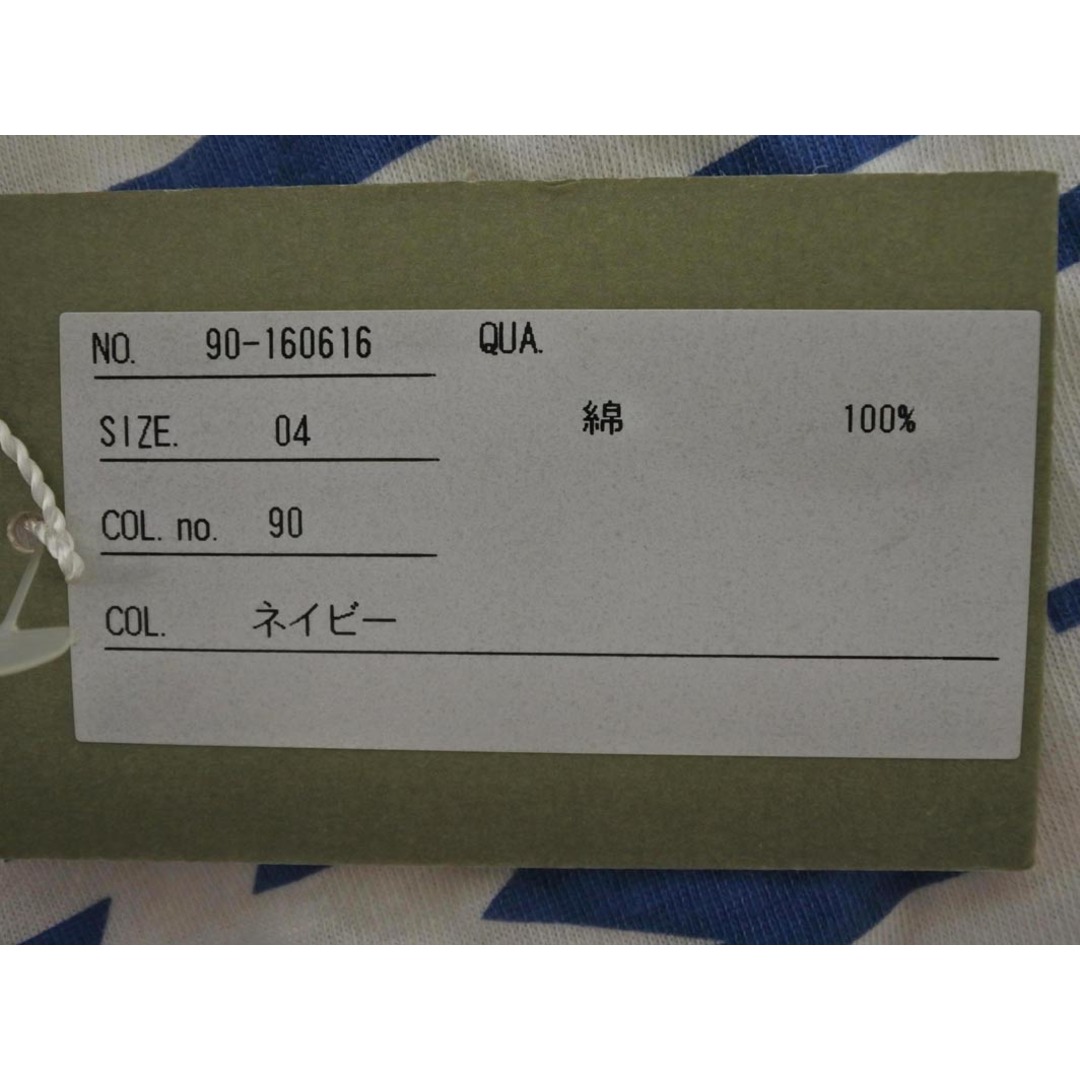 NO. 90-160616
SIZE. 04
COL. no. 90
COL. ネイビー
QUA.
綿 100%